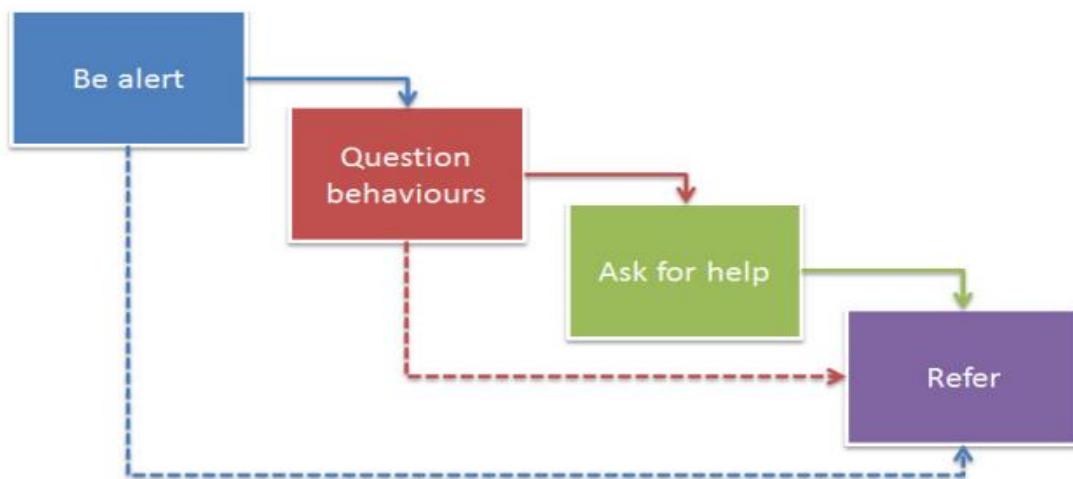 Be alert
Question
behaviours
Ask for help
Refer